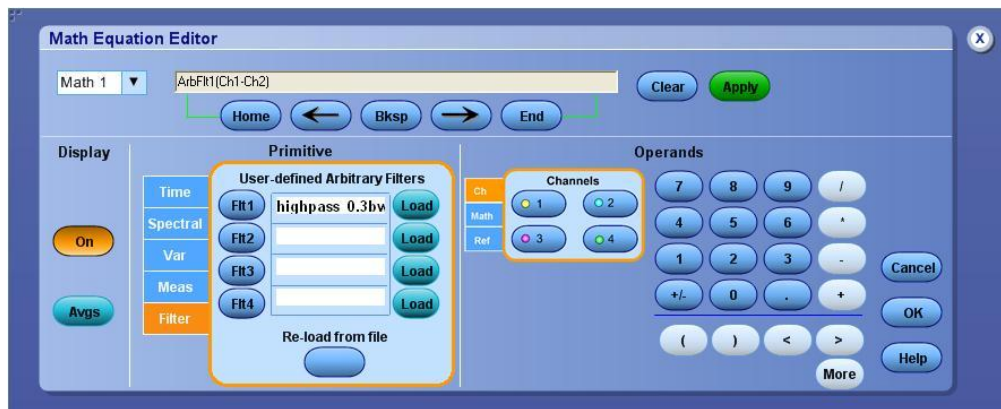 Math Equation Editor
X
Math 1
ArbFlt1(Ch1-Ch2)
Clear
Apply
Home
Bksp
End
Display
On
Avgs
Primitive
Time
Spectral
Var
Meas
Filter
User-defined Arbitrary Filters
Flt1 highpass_0.3bw Load
Flt2 Load
Flt3 Load
Flt4 Load
Re-load from file
Operands
Ch
Math
Ref
Channels
1 2
3 4
7 8 9 /
4 5 6 *
1 2 3 -
+/- 0 . +
( ) < >
More
Cancel
OK
Help